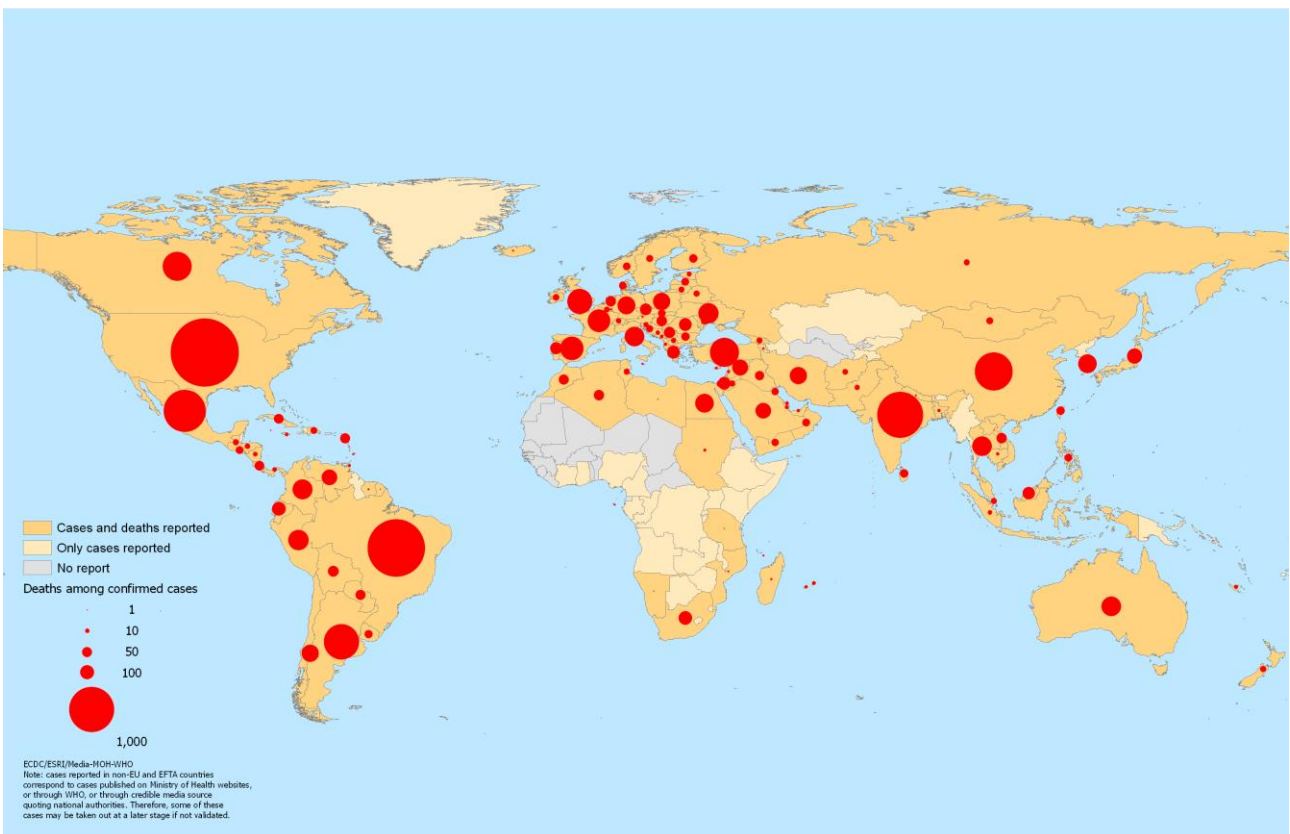 Cases and deaths reported
Only cases reported
No report
Deaths among confirmed cases
1
10
50
100
1,000
ECDC/ESRI/Media-MOH-WHO
Note: cases reported in non-EU and EFTA countries
correspond to cases published on Ministry of Health websites,
or through WHO, or through credible media source
quoting national authorities. Therefore, some of these
cases may be taken out at a later stage if not validated.